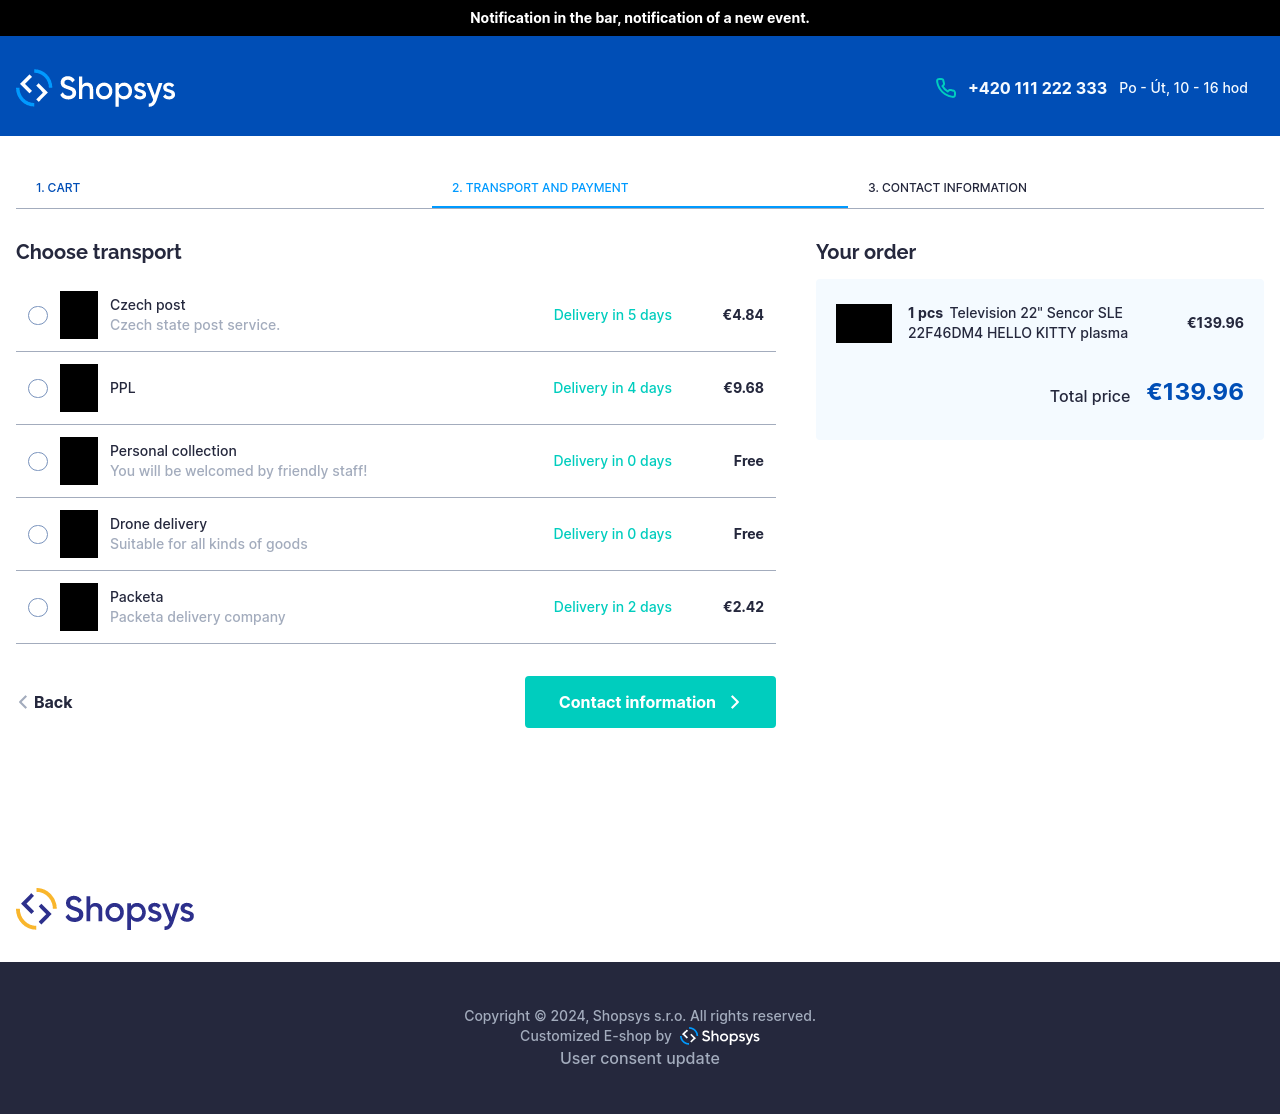 Notification in the bar, notification of a new event.
Shopsys
+420 111 222 333 Po - Út, 10 - 16 hod
1. CART
2. TRANSPORT AND PAYMENT
3. CONTACT INFORMATION
Choose transport
Czech post
Czech state post service.
Delivery in 5 days
€4.84
PPL
Delivery in 4 days
€9.68
Personal collection
You will be welcomed by friendly staff!
Delivery in 0 days
Free
Drone delivery
Suitable for all kinds of goods
Delivery in 0 days
Free
Packeta
Packeta delivery company
Delivery in 2 days
€2.42
Back
Contact information
Your order
1 pcs Television 22" Sencor SLE
22F46DM4 HELLO KITTY plasma
€139.96
Total price €139.96
Shopsys
Copyright © 2024, Shopsys s.r.o. All rights reserved.
Customized E-shop by Shopsys
User consent update